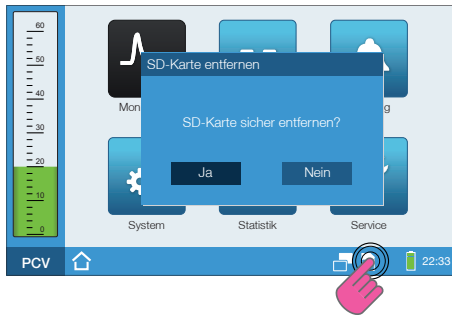 60
50
40
30
20
10
0
SD-Karte entfernen
Mon
g
SD-Karte sicher entfernen?
Ja
Nein
System
Statistik
Service
PCV
22:33